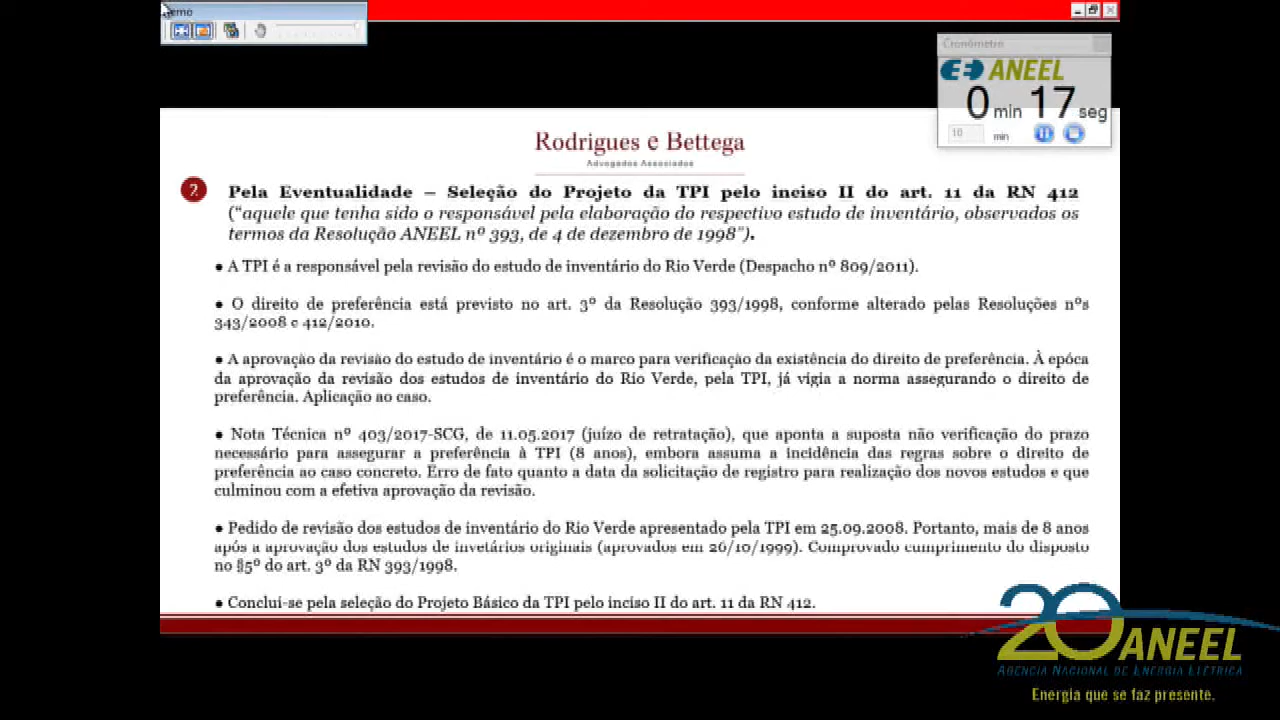 Cronômetro
ANEEL
0 min 17 seg
10 min
Rodrigues e Bettega
Advogados Associados
2
Pela Eventualidade – Seleção do Projeto da TPI pelo inciso II do art. 11 da RN 412
("aquele que tenha sido o responsável pela elaboração do respectivo estudo de inventário, observados os
termos da Resolução ANEEL nº 393, de 4 de dezembro de 1998").
● A TPI é a responsável pela revisão do estudo de inventário do Rio Verde (Despacho nº 809/2011).
● O direito de preferência está previsto no art. 3º da Resolução 393/1998, conforme alterado pelas Resoluções nºs
343/2008 e 412/2010.
● A aprovação da revisão do estudo de inventário é o marco para verificação da existência do direito de preferência. À época
da aprovação da revisão dos estudos de inventário do Rio Verde, pela TPI, já vigia a norma assegurando o direito de
preferência. Aplicação ao caso.
● Nota Técnica nº 403/2017-SCG, de 11.05.2017 (juízo de retratação), que aponta a suposta não verificação do prazo
necessário para assegurar a preferência à TPI (8 anos), embora assuma a incidência das regras sobre o direito de
preferência ao caso concreto. Erro de fato quanto a data da solicitação de registro para realização dos novos estudos e que
culminou com a efetiva aprovação da revisão.
● Pedido de revisão dos estudos de inventário do Rio Verde apresentado pela TPI em 25.09.2008. Portanto, mais de 8 anos
após a aprovação dos estudos de invetários originais (aprovados em 26/10/1999). Comprovado cumprimento do disposto
no §5º do art. 3º da RN 393/1998.
● Conclui-se pela seleção do Projeto Básico da TPI pelo inciso II do art. 11 da RN 412.
20 ANEEL
AGÊNCIA NACIONAL DE ENERGIA ELÉTRICA
Energia que se faz presente.